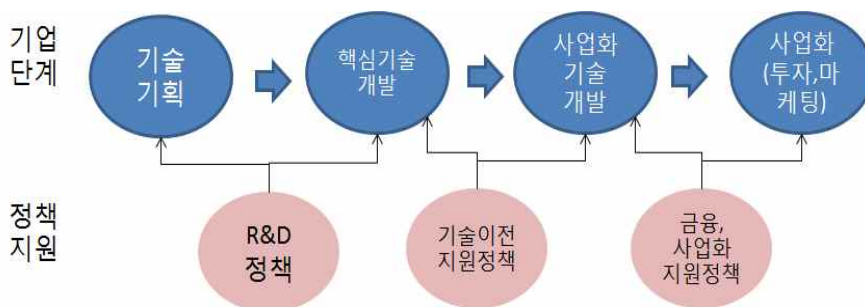 기업
단계
기술
기획
핵심기술
개발
사업화
기술
개발
사업화
(투자,마
케팅)
정책
지원
R&D
정책
기술이전
지원정책
금융,
사업화
지원정책